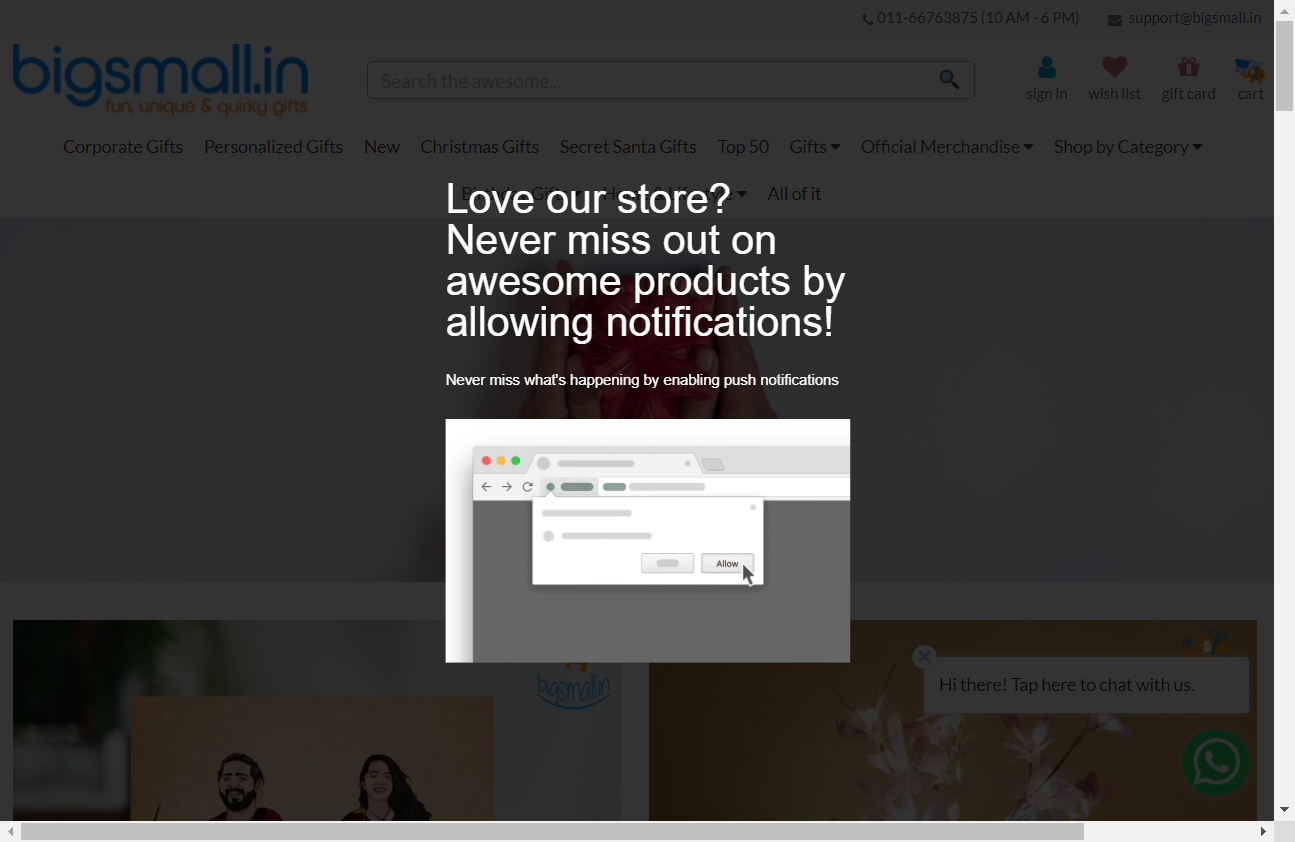 011-66763875 (10 AM - 6 PM) support@bigsmall.in
bigsmall.in
fun, unique & quirky gifts
Search the awesome...
sign in wish list gift card cart
Corporate Gifts Personalized Gifts New Christmas Gifts Secret Santa Gifts Top 50 Gifts Official Merchandise Shop by Category
Birthday Gifts Home & Lifestyle All of it
Love our store?
Never miss out on
awesome products by
allowing notifications!
Never miss what's happening by enabling push notifications
Allow
bigsmall.in
Hi there! Tap here to chat with us.